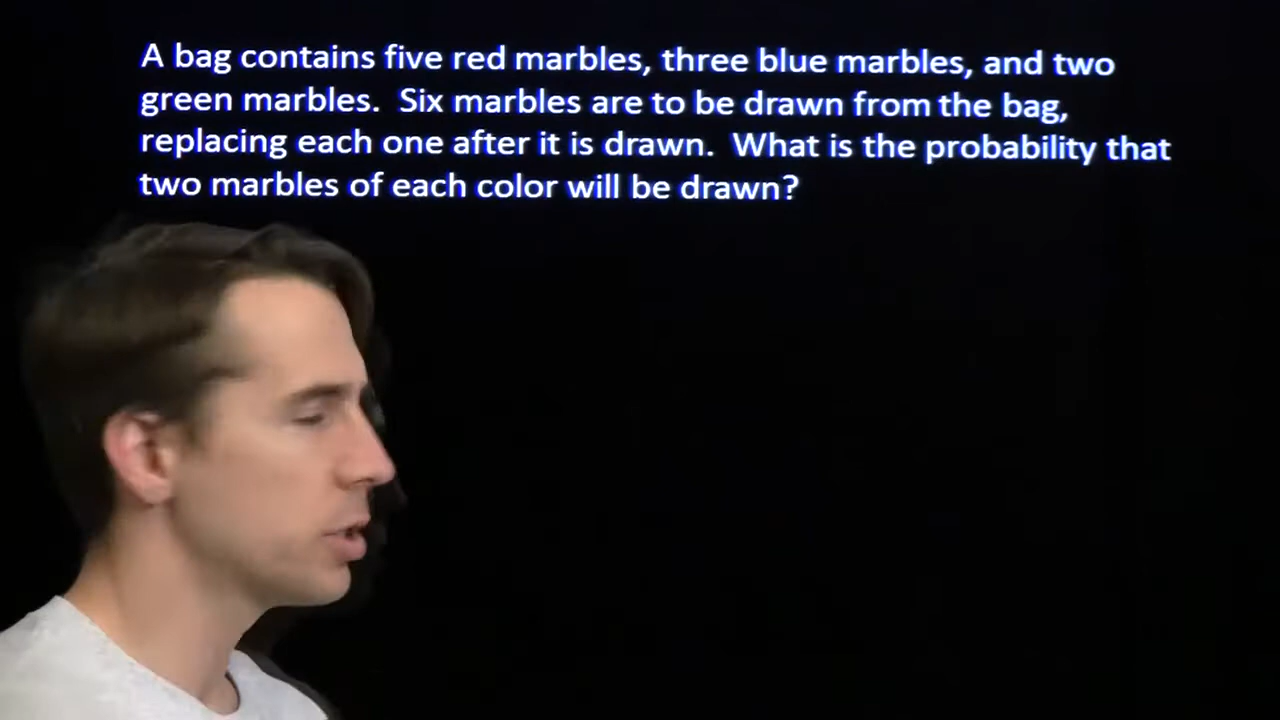 A bag contains five red marbles, three blue marbles, and two
green marbles.  Six marbles are to be drawn from the bag,
replacing each one after it is drawn.  What is the probability that
two marbles of each color will be drawn?